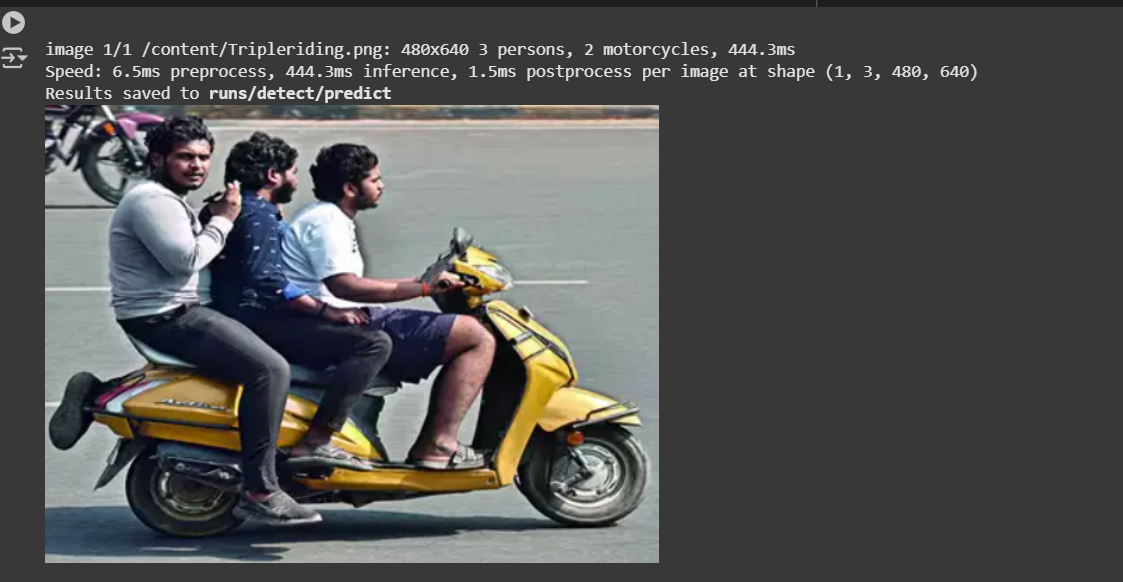 image 1/1 /content/Tripleriding.png: 480x640 3 persons, 2 motorcycles, 444.3ms
Speed: 6.5ms preprocess, 444.3ms inference, 1.5ms postprocess per image at shape (1, 3, 480, 640)
Results saved to runs/detect/predict
Activa